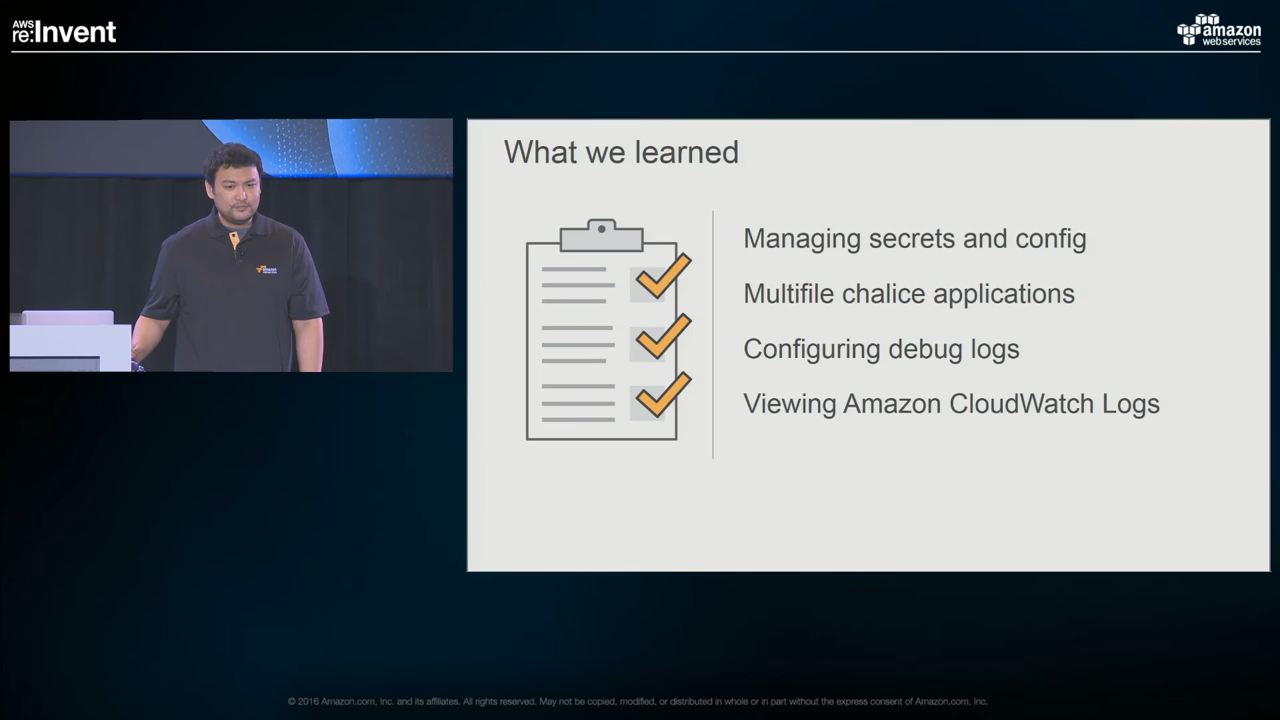 AWS
re:Invent
amazon
web services
What we learned
Managing secrets and config
Multifile chalice applications
Configuring debug logs
Viewing Amazon CloudWatch Logs
© 2016 Amazon.com, Inc. and its affiliates. All rights reserved. May not be copied, modified, or distributed in whole or in part without the express consent of Amazon.com, Inc.